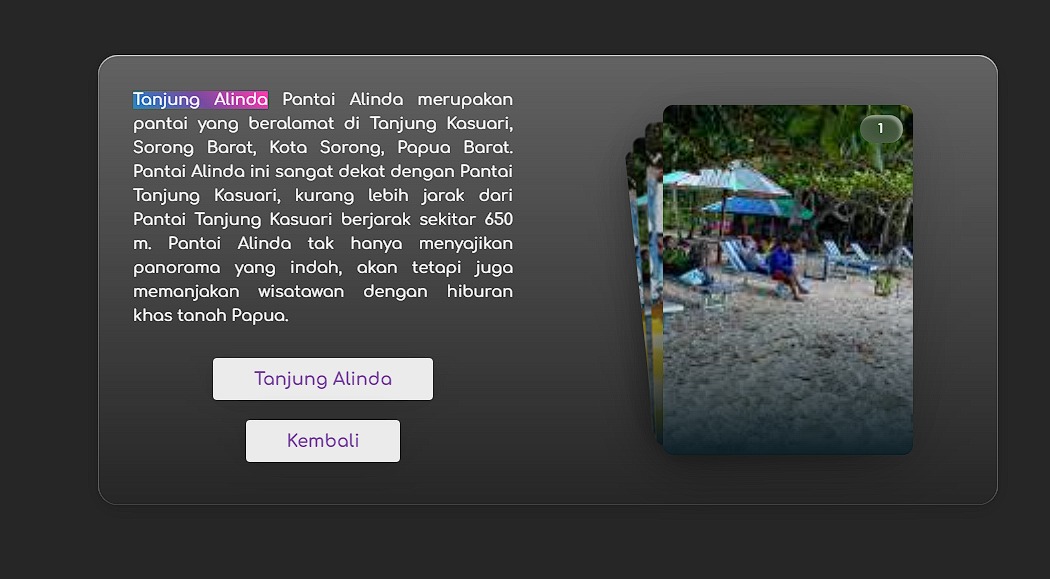 Tanjung Alinda Pantai Alinda merupakan
pantai yang beralamat di Tanjung Kasuari,
Sorong Barat, Kota Sorong, Papua Barat.
Pantai Alinda ini sangat dekat dengan Pantai
Tanjung Kasuari, kurang lebih jarak dari
Pantai Tanjung Kasuari berjarak sekitar 650
m. Pantai Alinda tak hanya menyajikan
panorama yang indah, akan tetapi juga
memanjakan wisatawan dengan hiburan
khas tanah Papua.
Tanjung Alinda
Kembali
1